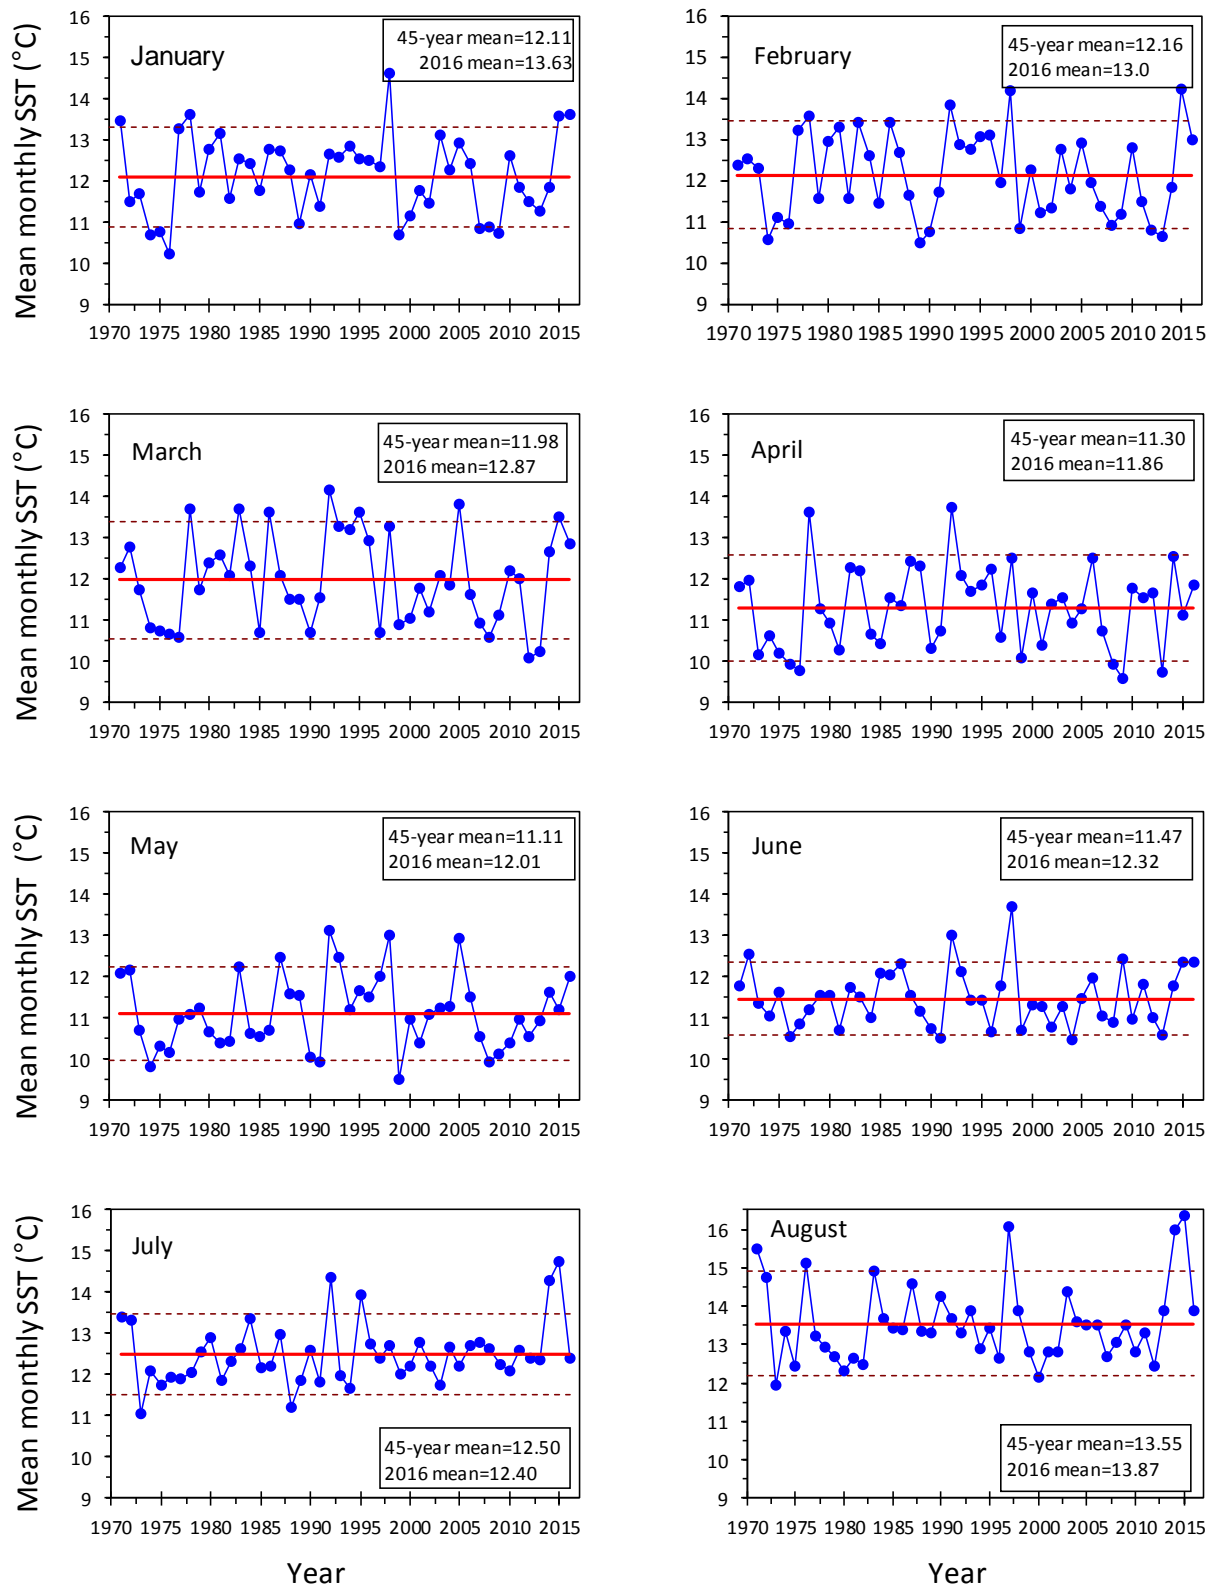 January
45-year mean=12.11
2016 mean=13.63
Mean monthly SST (°C)
16
15
14
13
12
11
10
9
1970 1975 1980 1985 1990 1995 2000 2005 2010 2015
February
45-year mean=12.16
2016 mean=13.0
16
15
14
13
12
11
10
9
1970 1975 1980 1985 1990 1995 2000 2005 2010 2015
March
45-year mean=11.98
2016 mean=12.87
Mean monthly SST (°C)
16
15
14
13
12
11
10
9
1970 1975 1980 1985 1990 1995 2000 2005 2010 2015
April
45-year mean=11.30
2016 mean=11.86
16
15
14
13
12
11
10
9
1970 1975 1980 1985 1990 1995 2000 2005 2010 2015
May
45-year mean=11.11
2016 mean=12.01
Mean monthly SST (°C)
16
15
14
13
12
11
10
9
1970 1975 1980 1985 1990 1995 2000 2005 2010 2015
June
45-year mean=11.47
2016 mean=12.32
16
15
14
13
12
11
10
9
1970 1975 1980 1985 1990 1995 2000 2005 2010 2015
July
45-year mean=12.50
2016 mean=12.40
Mean monthly SST (°C)
16
15
14
13
12
11
10
9
1970 1975 1980 1985 1990 1995 2000 2005 2010 2015
Year
August
45-year mean=13.55
2016 mean=13.87
16
15
14
13
12
11
10
9
1970 1975 1980 1985 1990 1995 2000 2005 2010 2015
Year